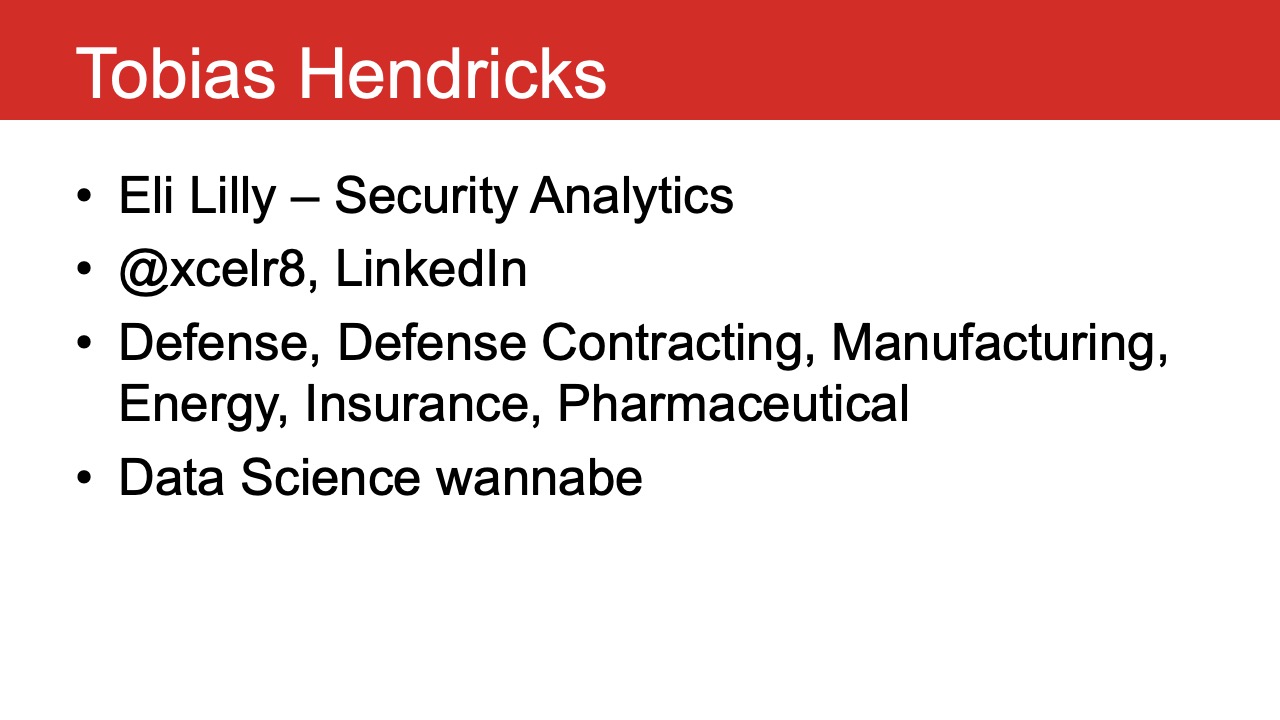 Tobias Hendricks
• Eli Lilly – Security Analytics
• @xcelr8, LinkedIn
• Defense, Defense Contracting, Manufacturing,
Energy, Insurance, Pharmaceutical
• Data Science wannabe